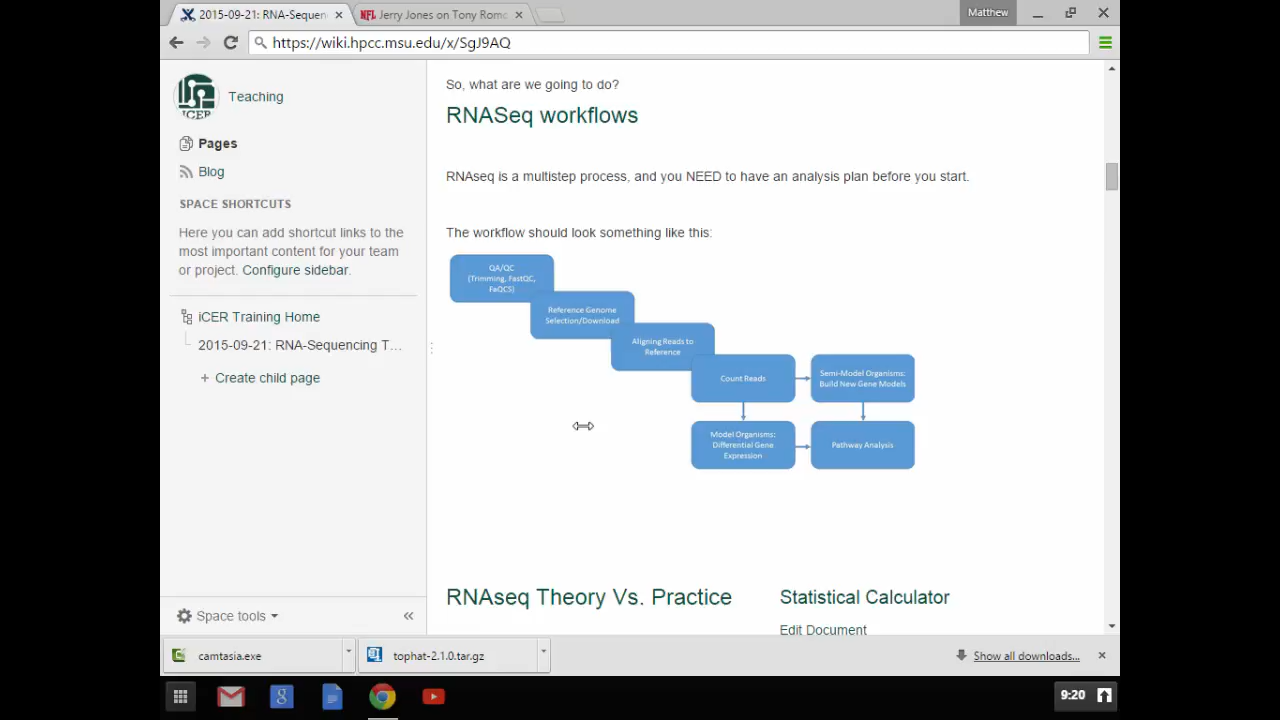 2015-09-21: RNA-Sequen
Jerry Jones on Tony Romo
Matthew
https://wiki.hpcc.msu.edu/x/SgJ9AQ
iCER
Teaching
Pages
Blog
SPACE SHORTCUTS
Here you can add shortcut links to the
most important content for your team
or project. Configure sidebar.
iCER Training Home
2015-09-21: RNA-Sequencing T...
+ Create child page
Space tools
So, what are we going to do?
RNASeq workflows
RNAseq is a multistep process, and you NEED to have an analysis plan before you start.
The workflow should look something like this:
QA/QC
(Trimming, FastQC,
FaQCS)
Reference Genome
Selection/Download
Aligning Reads to
Reference
Count Reads
Semi-Model Organisms:
Build New Gene Models
Model Organisms:
Differential Gene
Expression
Pathway Analysis
RNAseq Theory Vs. Practice
Statistical Calculator
Edit Document
camtasia.exe
tophat-2.1.0.tar.gz
Show all downloads...
9:20